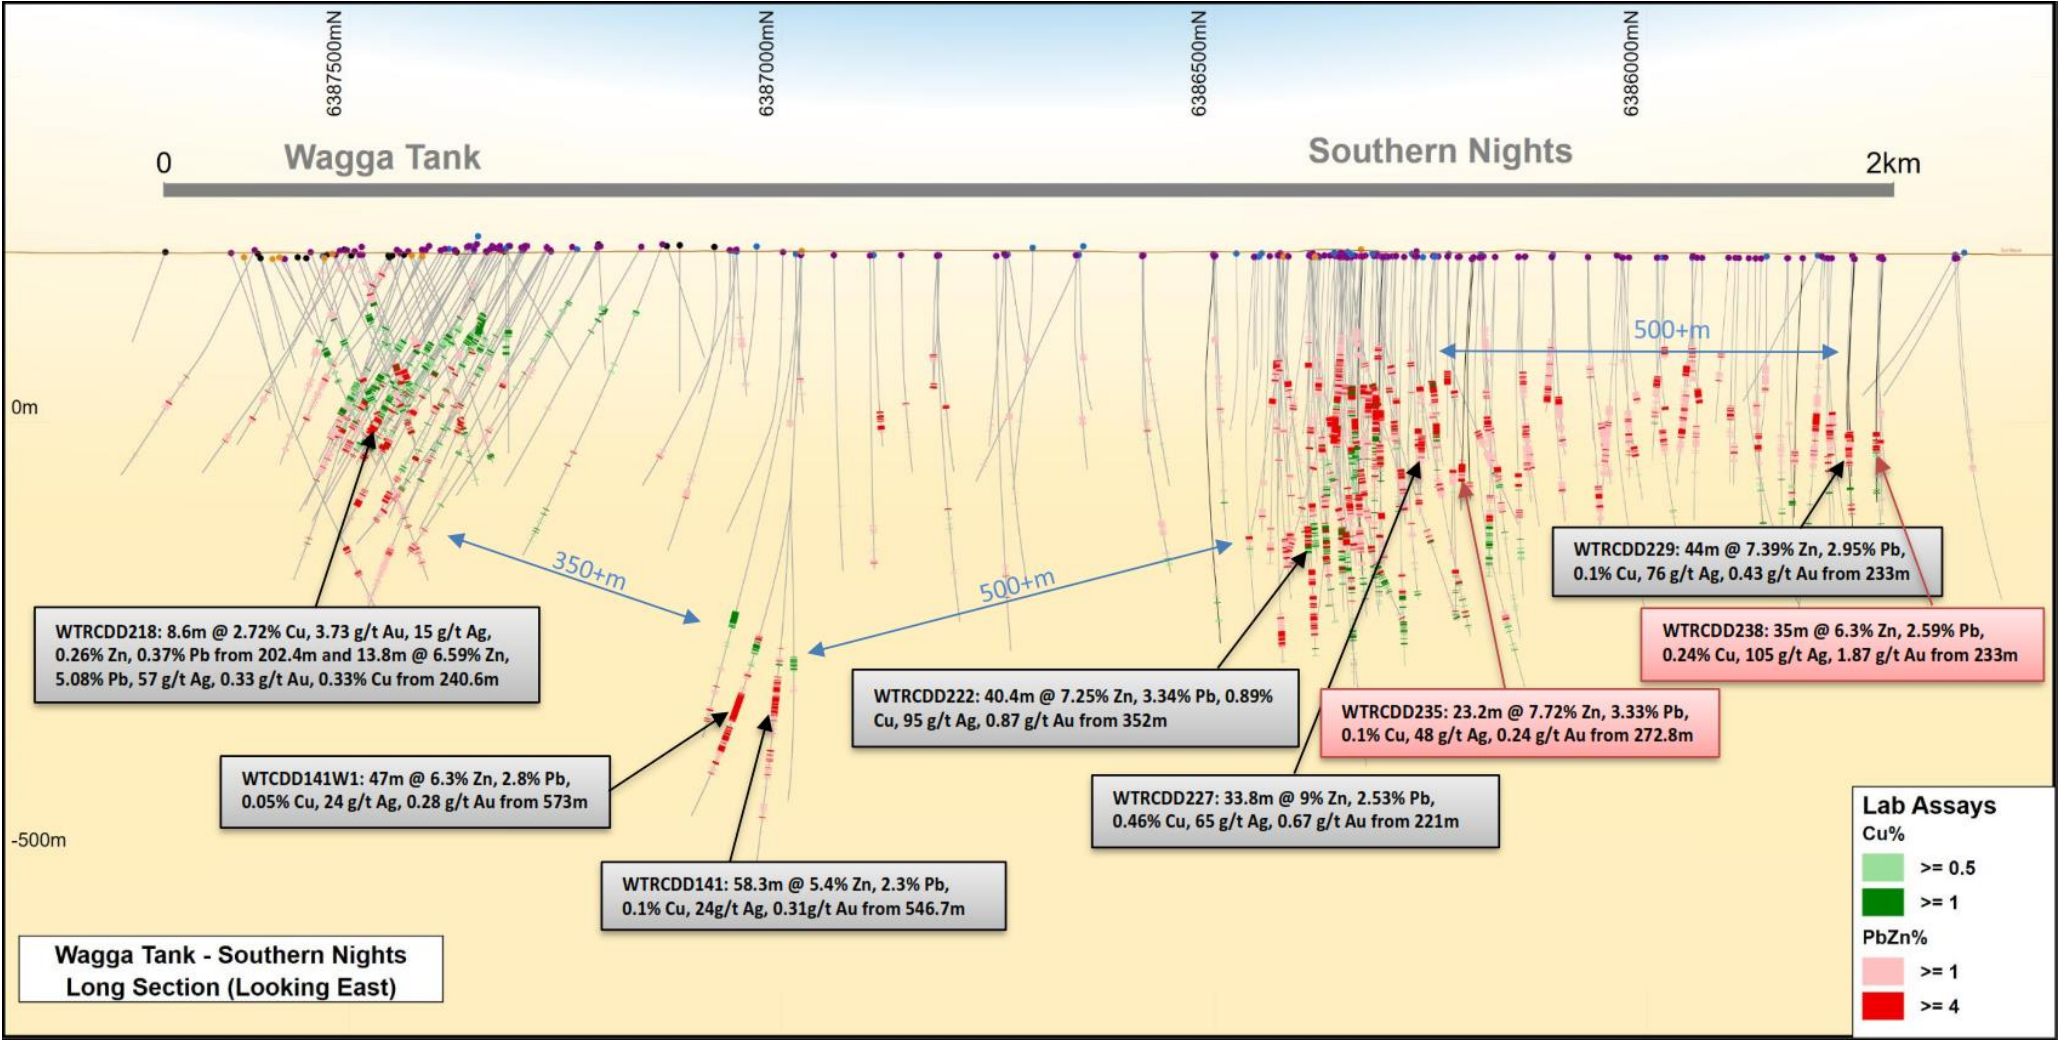 6387500mN
6387000mN
6386500mN
6386000mN
Wagga Tank
Southern Nights
0
2km
500+m
0m
350+m
500+m
WTRCDD229: 44m @ 7.39% Zn, 2.95% Pb,
0.1% Cu, 76 g/t Ag, 0.43 g/t Au from 233m
WTRCDD218: 8.6m @ 2.72% Cu, 3.73 g/t Au, 15 g/t Ag,
0.26% Zn, 0.37% Pb from 202.4m and 13.8m @ 6.59% Zn,
5.08% Pb, 57 g/t Ag, 0.33 g/t Au, 0.33% Cu from 240.6m
WTRCDD238: 35m @ 6.3% Zn, 2.59% Pb,
0.24% Cu, 105 g/t Ag, 1.87 g/t Au from 233m
WTRCDD222: 40.4m @ 7.25% Zn, 3.34% Pb, 0.89%
Cu, 95 g/t Ag, 0.87 g/t Au from 352m
WTRCDD235: 23.2m @ 7.72% Zn, 3.33% Pb,
0.1% Cu, 48 g/t Ag, 0.24 g/t Au from 272.8m
WTCDD141W1: 47m @ 6.3% Zn, 2.8% Pb,
0.05% Cu, 24 g/t Ag, 0.28 g/t Au from 573m
WTRCDD227: 33.8m @ 9% Zn, 2.53% Pb,
0.46% Cu, 65 g/t Ag, 0.67 g/t Au from 221m
-500m
WTRCDD141: 58.3m @ 5.4% Zn, 2.3% Pb,
0.1% Cu, 24g/t Ag, 0.31g/t Au from 546.7m
Lab Assays
Cu%
>= 0.5
>= 1
PbZn%
>= 1
>= 4
Wagga Tank - Southern Nights
Long Section (Looking East)